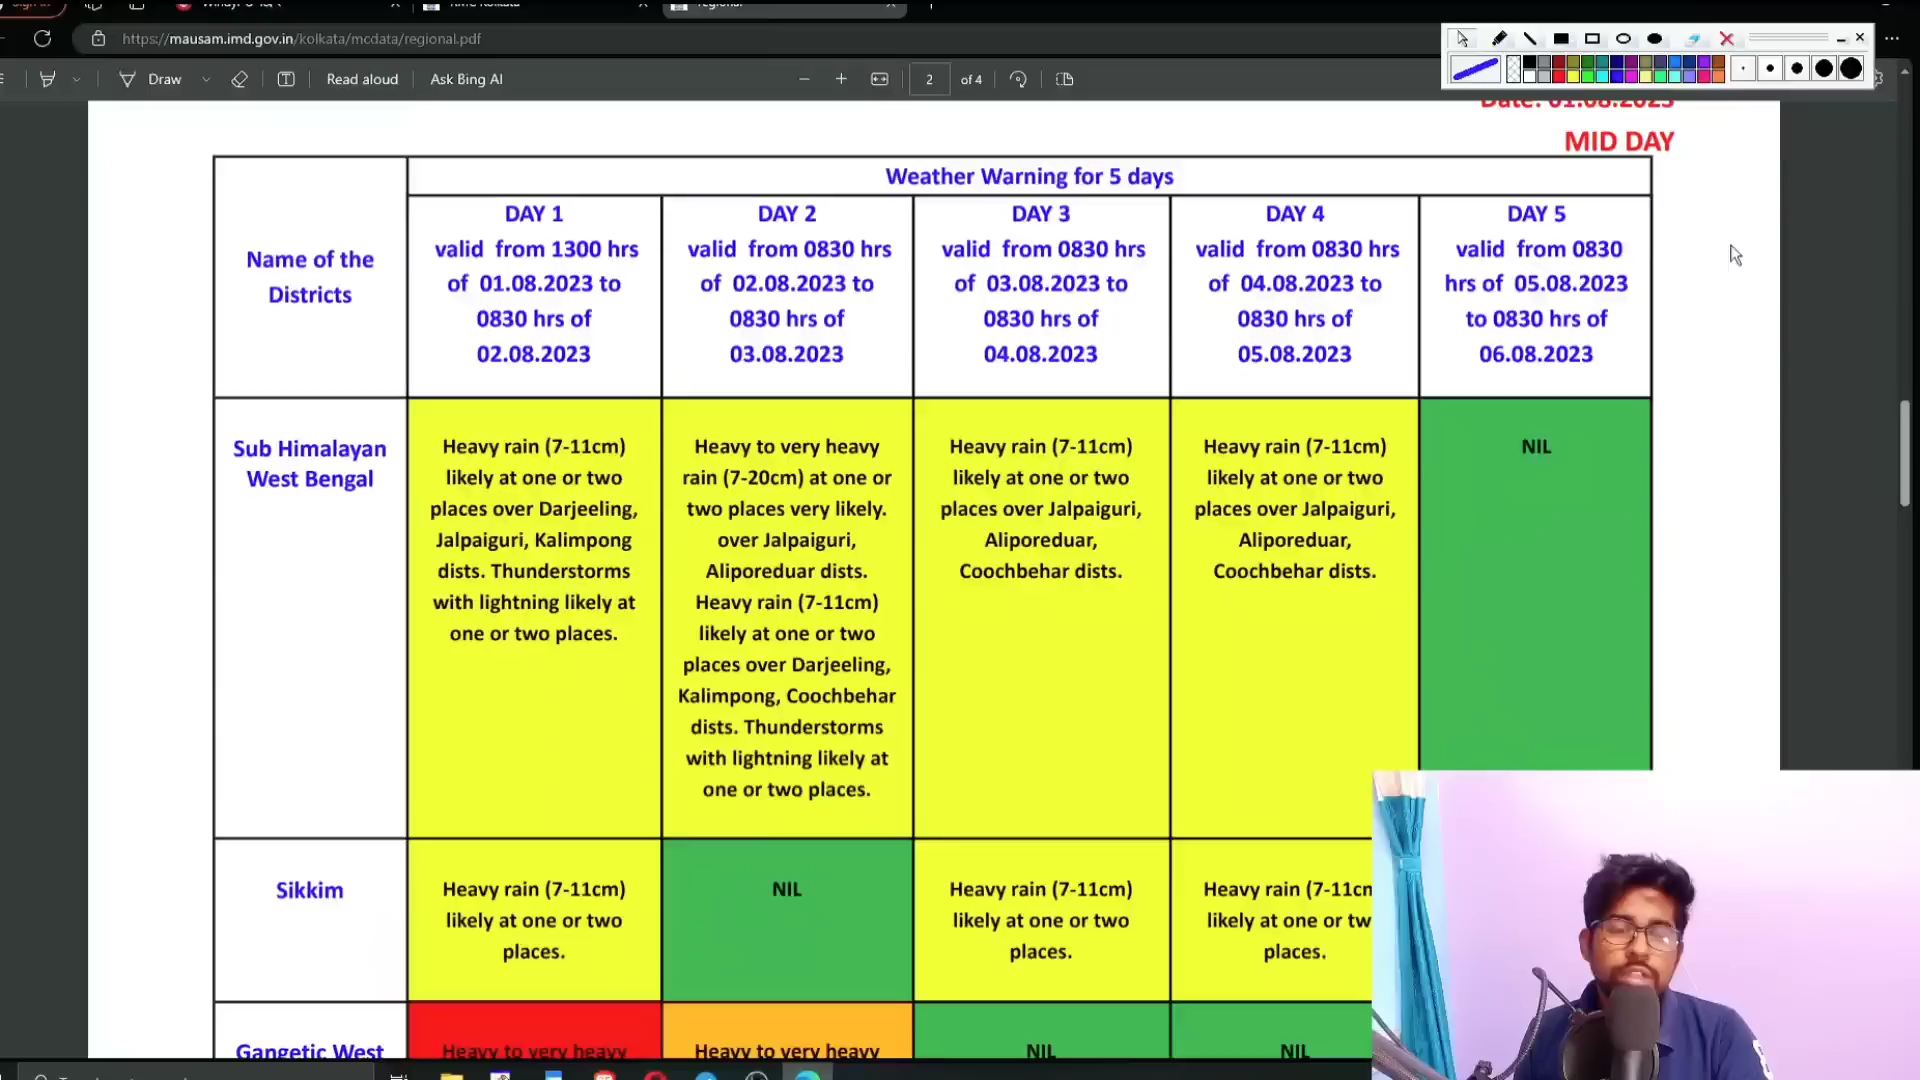 https://mausam.imd.gov.in/kolkata/mcdata/regional.pdf
Draw
Read aloud
Ask Bing AI
2 of 4
Date: 01.08.2023
MID DAY
Weather Warning for 5 days
Name of the
Districts
DAY 1
valid from 1300 hrs
of 01.08.2023 to
0830 hrs of
02.08.2023
DAY 2
valid from 0830 hrs
of 02.08.2023 to
0830 hrs of
03.08.2023
DAY 3
valid from 0830 hrs
of 03.08.2023 to
0830 hrs of
04.08.2023
DAY 4
valid from 0830 hrs
of 04.08.2023 to
0830 hrs of
05.08.2023
DAY 5
valid from 0830
hrs of 05.08.2023
to 0830 hrs of
06.08.2023
Sub Himalayan
West Bengal
Heavy rain (7-11cm)
likely at one or two
places over Darjeeling,
Jalpaiguri, Kalimpong
dists. Thunderstorms
with lightning likely at
one or two places.
Heavy to very heavy
rain (7-20cm) at one or
two places very likely.
over Jalpaiguri,
Aliporeduar dists.
Heavy rain (7-11cm)
likely at one or two
places over Darjeeling,
Kalimpong, Coochbehar
dists. Thunderstorms
with lightning likely at
one or two places.
Heavy rain (7-11cm)
likely at one or two
places over Jalpaiguri,
Aliporeduar,
Coochbehar dists.
Heavy rain (7-11cm)
likely at one or two
places over Jalpaiguri,
Aliporeduar,
Coochbehar dists.
NIL
Sikkim
Heavy rain (7-11cm)
likely at one or two
places.
NIL
Heavy rain (7-11cm)
likely at one or two
places.
Heavy rain (7-11cm
likely at one or tw
places.
Gangetic West
Heavy to very heavy
Heavy to very heavy
NIL
NIL